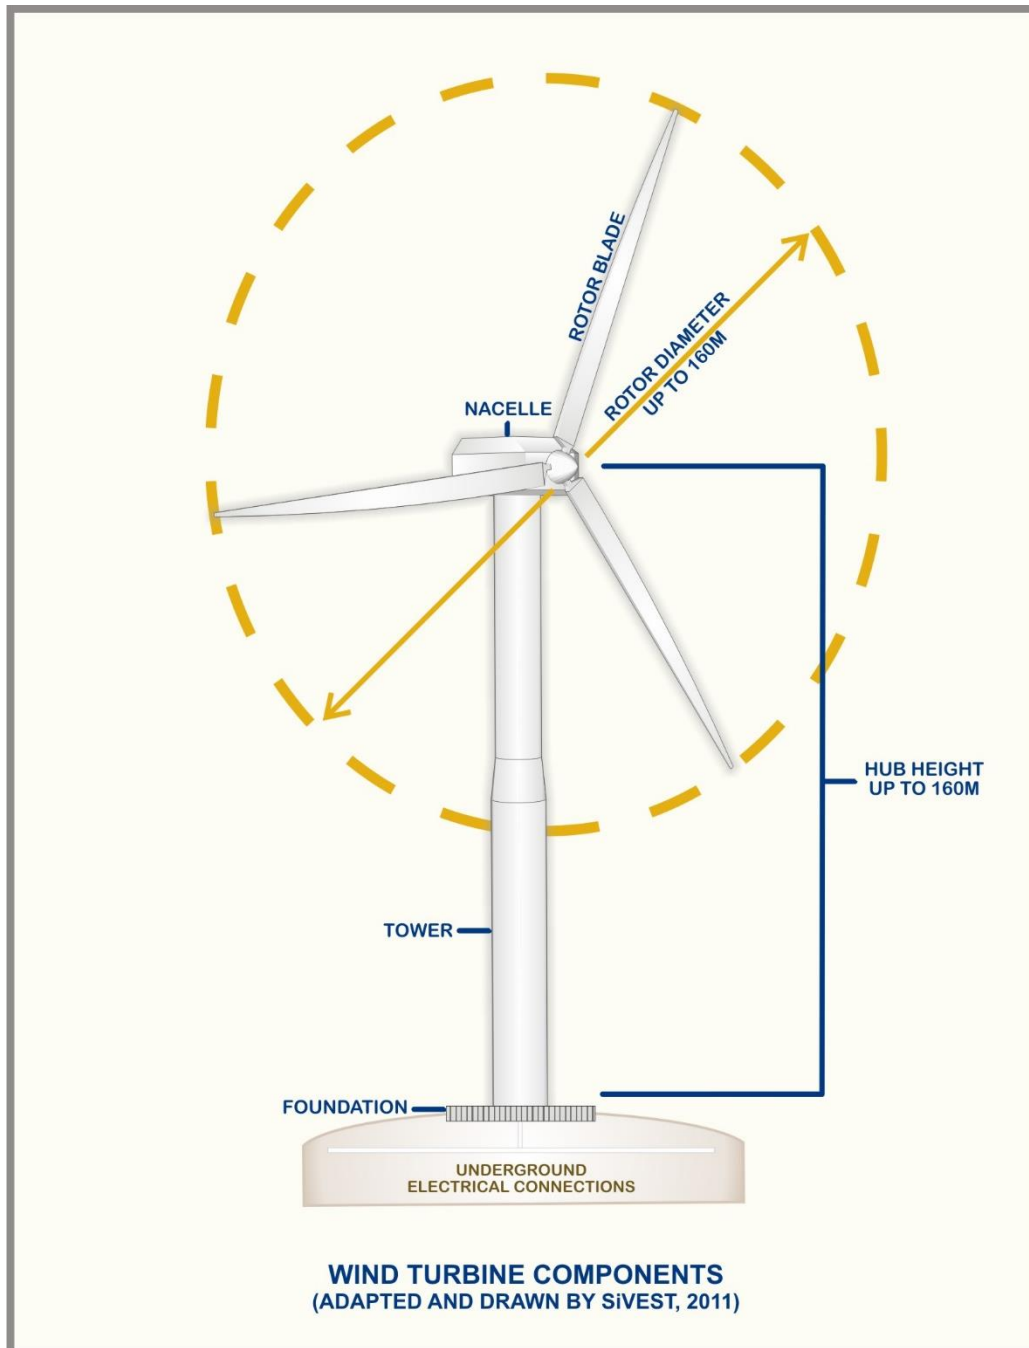 ROTOR BLADE
ROTOR DIAMETER
UP TO 160M
NACELLE
HUB HEIGHT
UP TO 160M
TOWER
FOUNDATION
UNDERGROUND
ELECTRICAL CONNECTIONS
WIND TURBINE COMPONENTS
(ADAPTED AND DRAWN BY SiVEST, 2011)